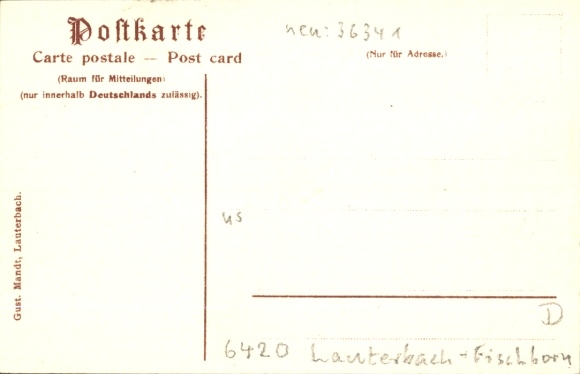 Postkarte
neu: 36341
Carte postale — Post card
(Nur für Adresse.)
(Raum für Mitteilungen)
(nur innerhalb Deutschlands zulässig).
Gust. Mandt, Lauterbach.
us
D
6420 Lauterbach-Fischborn